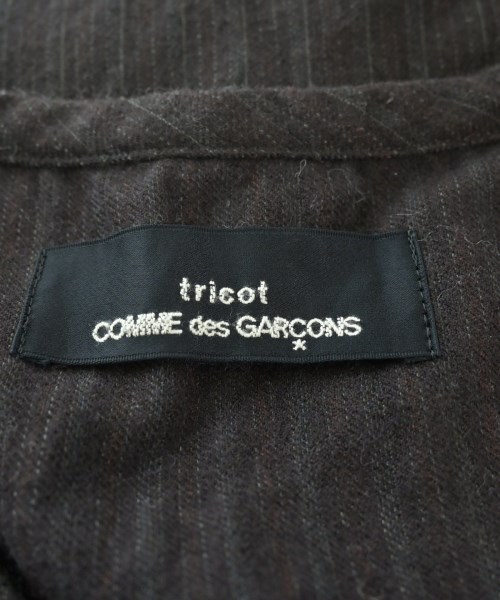 tricot
COMME des GARÇONS
*